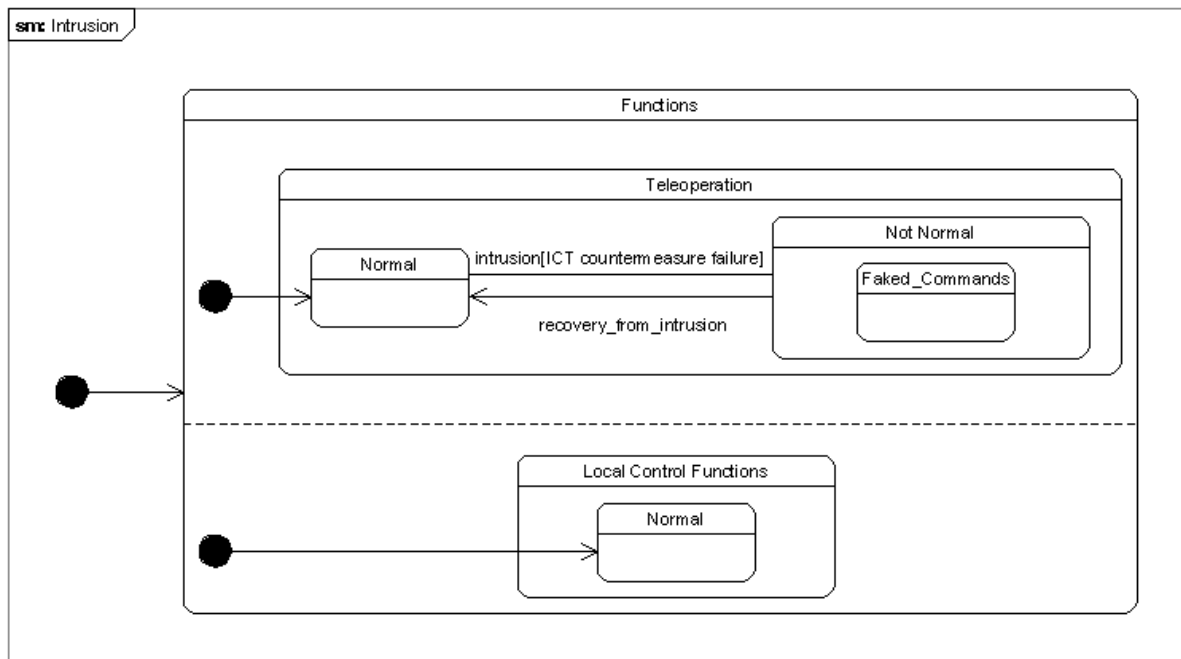 sm: Intrusion
Functions
Teleoperation
Not Normal
Normal
intrusion[ICT countermeasure failure]
Faked_Commands
recovery_from_intrusion
Local Control Functions
Normal